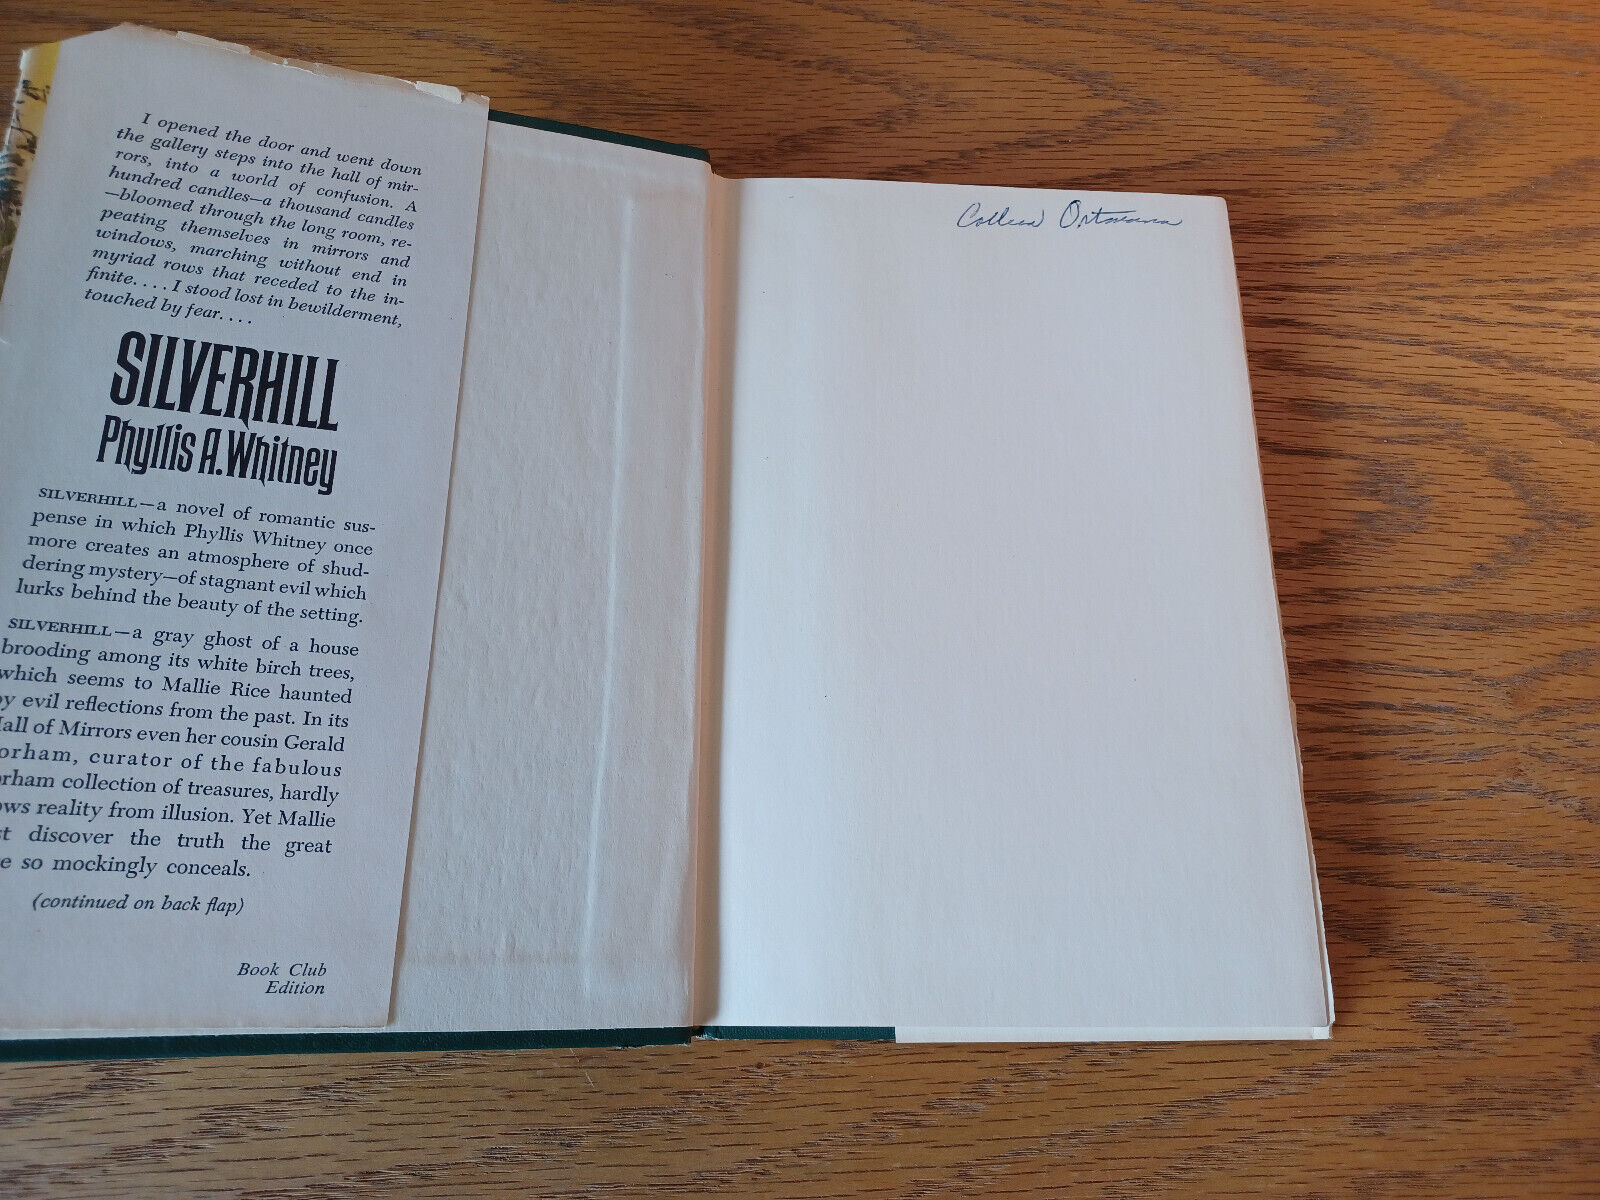 I opened the door and went down
the gallery steps into the hall of mir-
rors, into a world of confusion. A
hundred candles—a thousand candles
—bloomed through the long room, re-
peating themselves in mirrors and
windows, marching without end in
myriad rows that receded to the in-
finite.... I stood lost in bewilderment,
touched by fear....
SILVERHILL
Phyllis A. Whitney
SILVERHILL—a novel of romantic sus-
pense in which Phyllis Whitney once
more creates an atmosphere of shud-
dering mystery—of stagnant evil which
lurks behind the beauty of the setting.
SILVERHILL—a gray ghost of a house
brooding among its white birch trees,
which seems to Mallie Rice haunted
by evil reflections from the past. In its
Hall of Mirrors even her cousin Gerald
orham, curator of the fabulous
orham collection of treasures, hardly
ows reality from illusion. Yet Mallie
st discover the truth the great
e so mockingly conceals.
(continued on back flap)
Book Club
Edition
Colleen